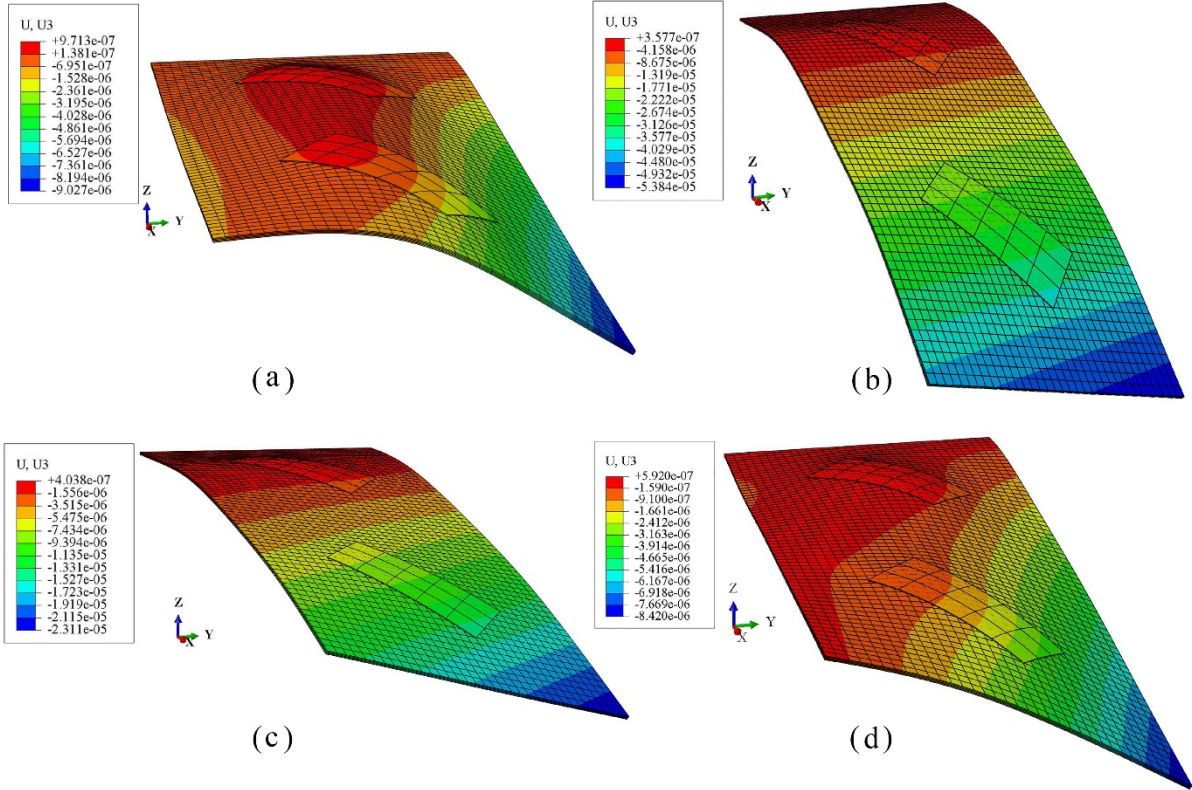 U, U3
+9.713e-07
+1.381e-07
-6.951e-07
-1.528e-06
-2.361e-06
-3.195e-06
-4.028e-06
-4.861e-06
-5.694e-06
-6.527e-06
-7.361e-06
-8.194e-06
-9.027e-06
Z
Y
X
(a)
U, U3
+3.577e-07
-4.158e-06
-8.675e-06
-1.319e-05
-1.771e-05
-2.222e-05
-2.674e-05
-3.126e-05
-3.577e-05
-4.029e-05
-4.480e-05
-4.932e-05
-5.384e-05
Z
Y
X
(b)
U, U3
+4.038e-07
-1.556e-06
-3.515e-06
-5.475e-06
-7.434e-06
-9.394e-06
-1.135e-05
-1.331e-05
-1.527e-05
-1.723e-05
-1.919e-05
-2.115e-05
-2.311e-05
Z
Y
X
(c)
U, U3
+5.920e-07
-1.590e-07
-9.100e-07
-1.661e-06
-2.412e-06
-3.163e-06
-3.914e-06
-4.665e-06
-5.416e-06
-6.167e-06
-6.918e-06
-7.669e-06
-8.420e-06
Z
Y
X
(d)